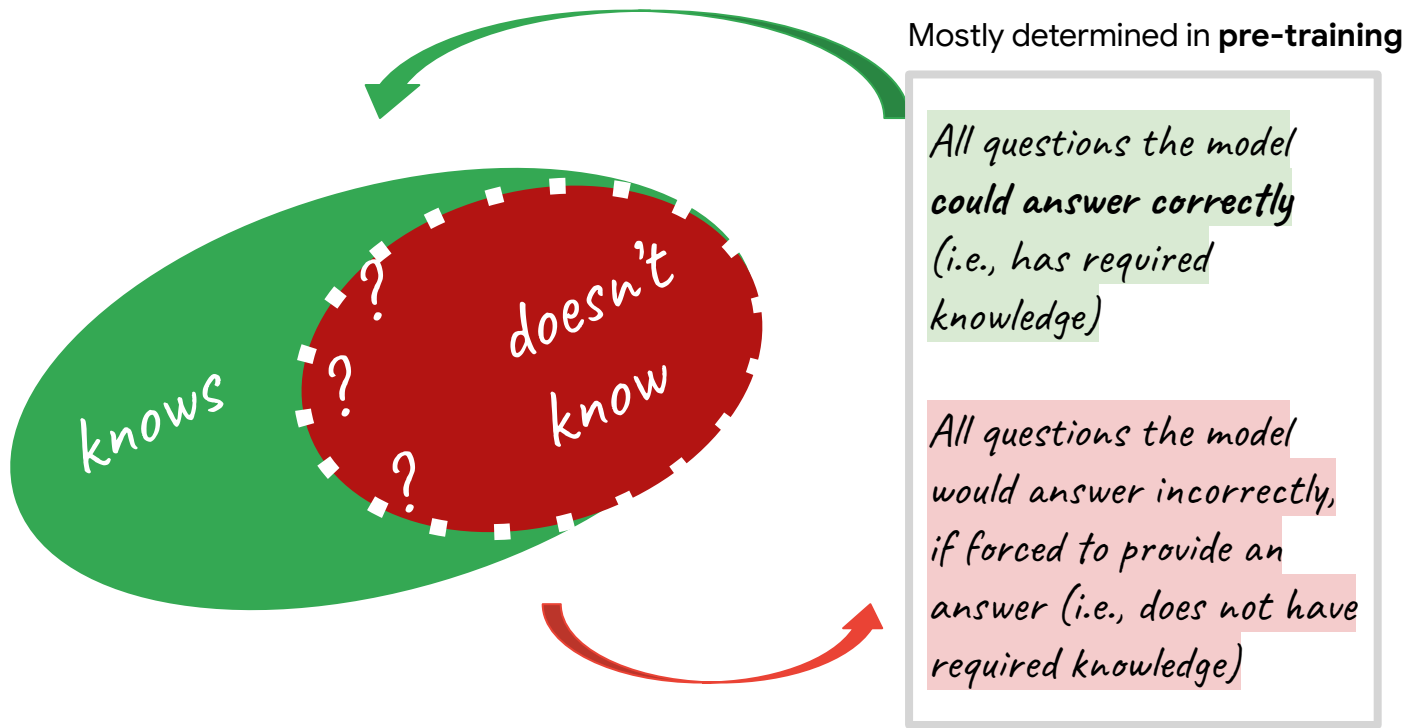 Mostly determined in pre-training
All questions the model
could answer correctly
(i.e., has required
knowledge)
?
doesn't
?
know
knows
?
All questions the model
would answer incorrectly,
if forced to provide an
answer (i.e., does not have
required knowledge)